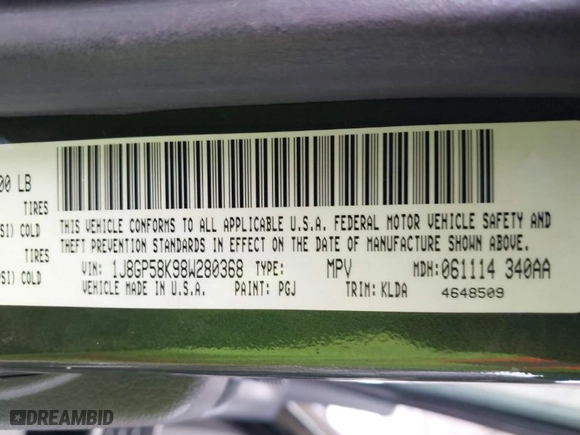 00 LB
TIRES
SI) COLD
TIRES
SI) COLD
THIS VEHICLE CONFORMS TO ALL APPLICABLE U.S.A. FEDERAL MOTOR VEHICLE SAFETY AND
THEFT PREVENTION STANDARDS IN EFFECT ON THE DATE OF MANUFACTURE SHOWN ABOVE.
VIN: 1J8GP58K98W280368 TYPE: MPV MDH: 061114 340AA
VEHICLE MADE IN U.S.A. PAINT: PGJ TRIM: KLDA 4648509
DREAMBID